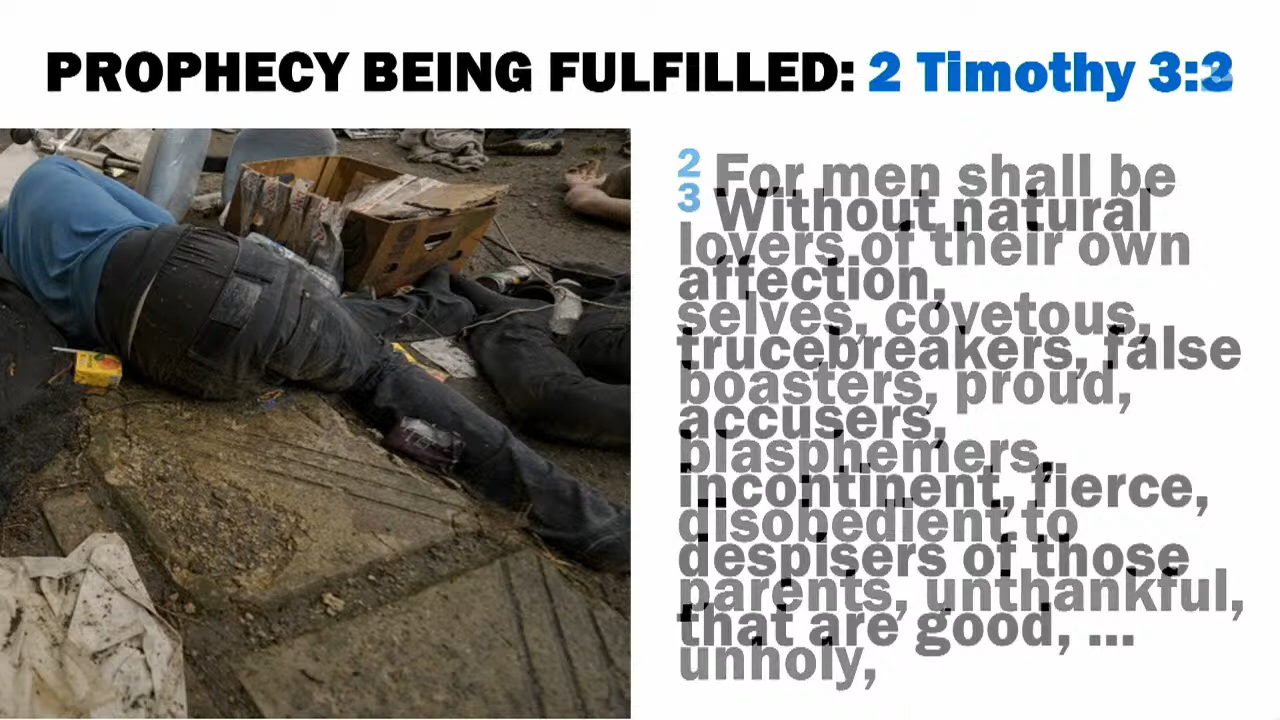 PROPHECY BEING FULFILLED: 2 Timothy 3:
2 For men shall be
3 Without natural
lovers of their own
affection,
selves, covetous,
trucebreakers, false
boasters, proud,
accusers,
blasphemers,
incontinent, fierce,
disobedient to
despisers of those
parents, unthankful,
that are good, ...
unholy,